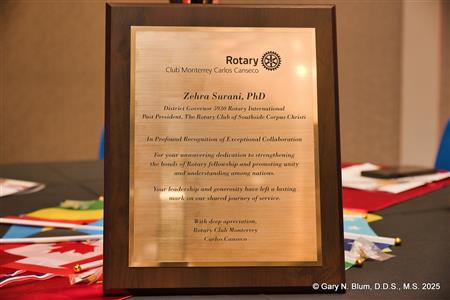 Rotary
Club Monterrey Carlos Canseco
Zehra Surani, PhD
District Governor 5930 Rotary International
Past President, The Rotary Club of Southside Corpus Christi
In Profound Recognition of Exceptional Collaboration
For your unwavering dedication to strengthening
the bonds of Rotary fellowship and promoting unity
and understanding among nations.
Your leadership and generosity have left a lasting
mark on our shared journey of service.
With deep apreciation,
Rotary Club Monterrey
Carlos Canseco
© Gary N. Blum, D.D.S., M.S. 2025